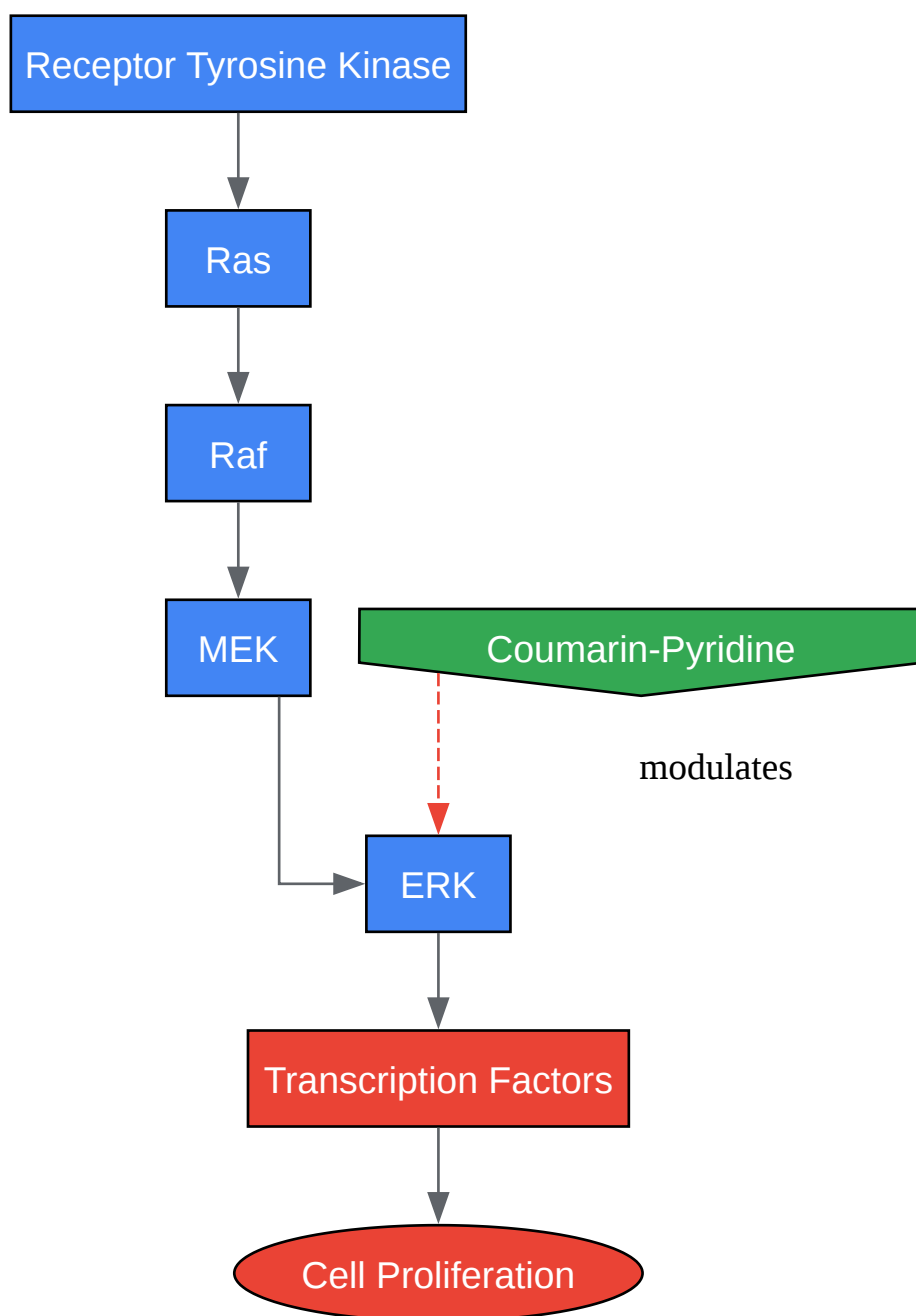 Receptor Tyrosine Kinase
Ras
Raf
MEK
Coumarin-Pyridine
modulates
ERK
Transcription Factors
Cell Proliferation